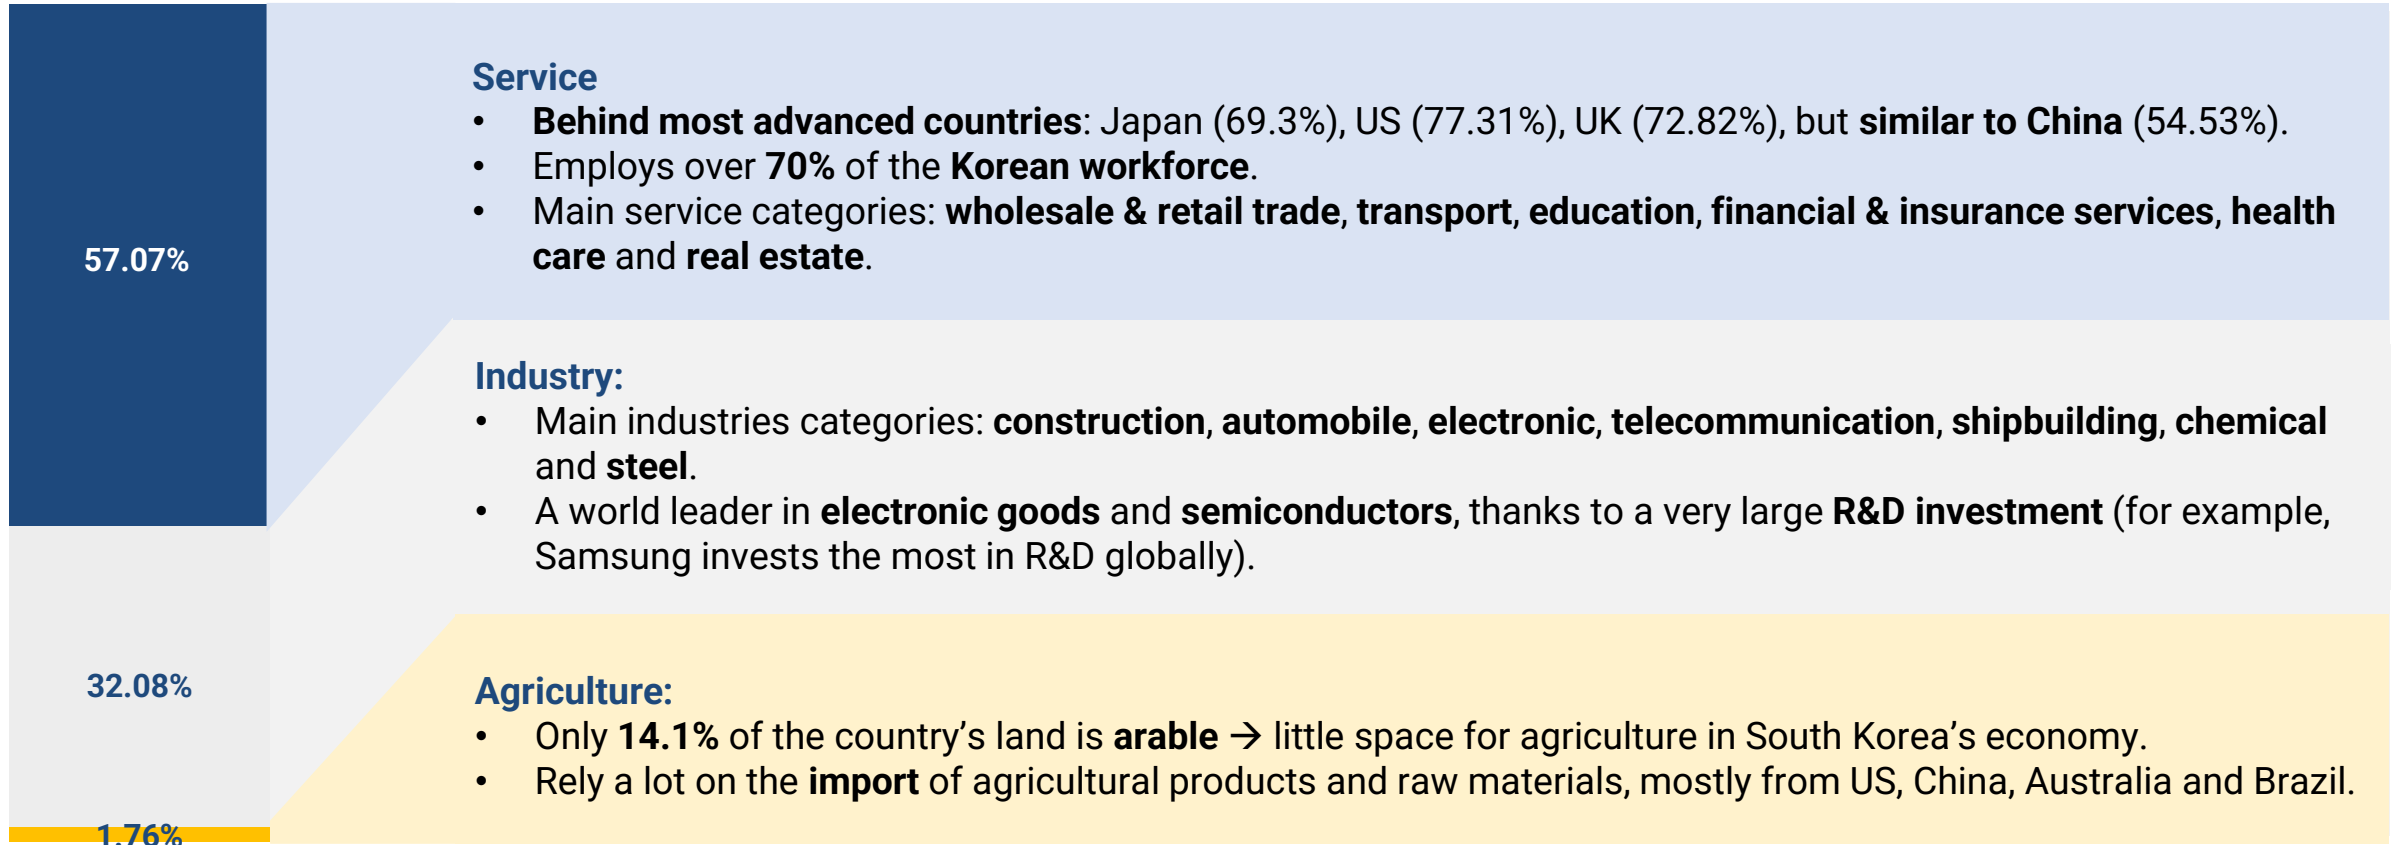 Service
• Behind most advanced countries: Japan (69.3%), US (77.31%), UK (72.82%), but similar to China (54.53%).
• Employs over 70% of the Korean workforce.
• Main service categories: wholesale & retail trade, transport, education, financial & insurance services, health
care and real estate.
57.07%
Industry:
• Main industries categories: construction, automobile, electronic, telecommunication, shipbuilding, chemical
and steel.
• A world leader in electronic goods and semiconductors, thanks to a very large R&D investment (for example,
Samsung invests the most in R&D globally).
32.08%
Agriculture:
• Only 14.1% of the country’s land is arable → little space for agriculture in South Korea’s economy.
• Rely a lot on the import of agricultural products and raw materials, mostly from US, China, Australia and Brazil.
1.76%